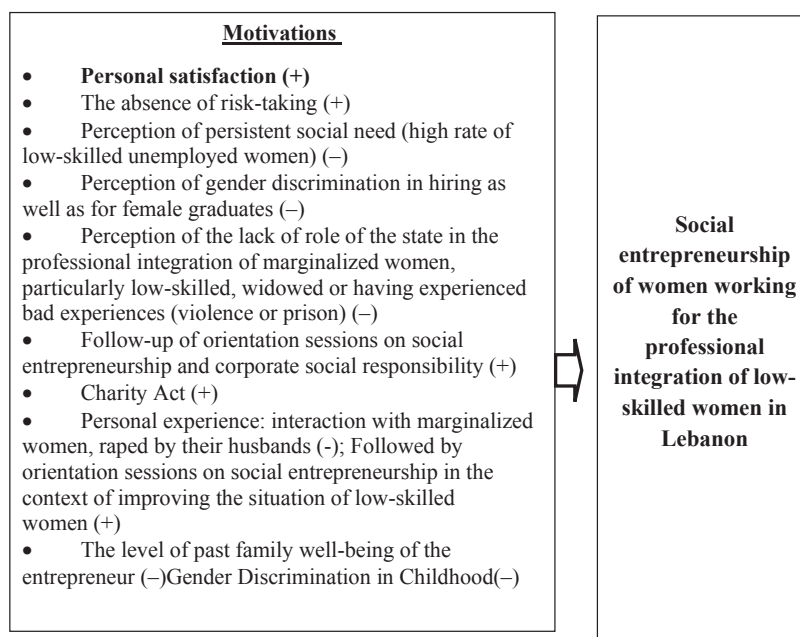 Motivations
• Personal satisfaction (+)
• The absence of risk-taking (+)
• Perception of persistent social need (high rate of
low-skilled unemployed women) (–)
• Perception of gender discrimination in hiring as
well as for female graduates (–)
• Perception of the lack of role of the state in the
professional integration of marginalized women,
particularly low-skilled, widowed or having experienced
bad experiences (violence or prison) (–)
• Follow-up of orientation sessions on social
entrepreneurship and corporate social responsibility (+)
• Charity Act (+)
• Personal experience: interaction with marginalized
women, raped by their husbands (-); Followed by
orientation sessions on social entrepreneurship in the
context of improving the situation of low-skilled
women (+)
• The level of past family well-being of the
entrepreneur (–)Gender Discrimination in Childhood(–)
Social
entrepreneurship
of women working
for the
professional
integration of low-
skilled women in
Lebanon